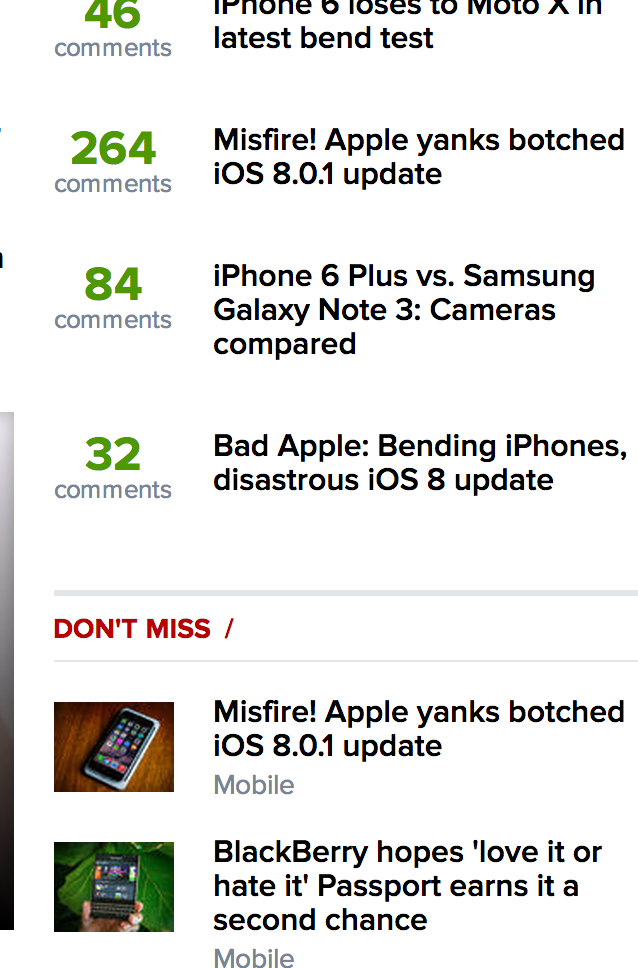 46
comments
iPhone 6 loses to Moto X in
latest bend test
264
comments
Misfire! Apple yanks botched
iOS 8.0.1 update
84
comments
iPhone 6 Plus vs. Samsung
Galaxy Note 3: Cameras
compared
32
comments
Bad Apple: Bending iPhones,
disastrous iOS 8 update
DON'T MISS /
Misfire! Apple yanks botched
iOS 8.0.1 update
Mobile
BlackBerry hopes 'love it or
hate it' Passport earns it a
second chance
Mobile